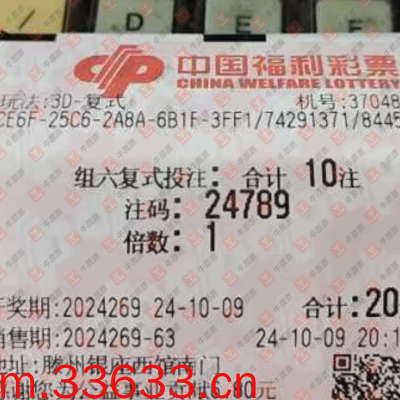 D E F
中国福利彩票
CHINA WELFARE LOTTERY
玩法:3D-复式 机号:37048
CE6F-25C6-2A8A-6B1F-3FF1/74291371/8445
组六复式投注: 合计 10注
注码: 24789
倍数: 1
开奖期:2024269 24-10-09 合计:20
销售期:2024269-63 24-10-09 20:1
地址:滕州银座西馆南门
m.33633.cn